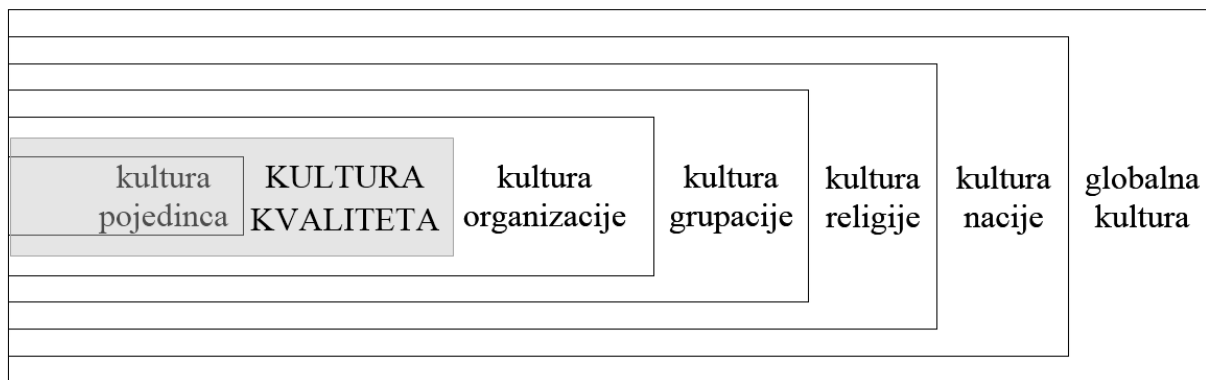 kultura
pojedinca
KULTURA
KVALITETA
kultura
organizacije
kultura
grupacije
kultura
religije
kultura
nacije
globalna
kultura